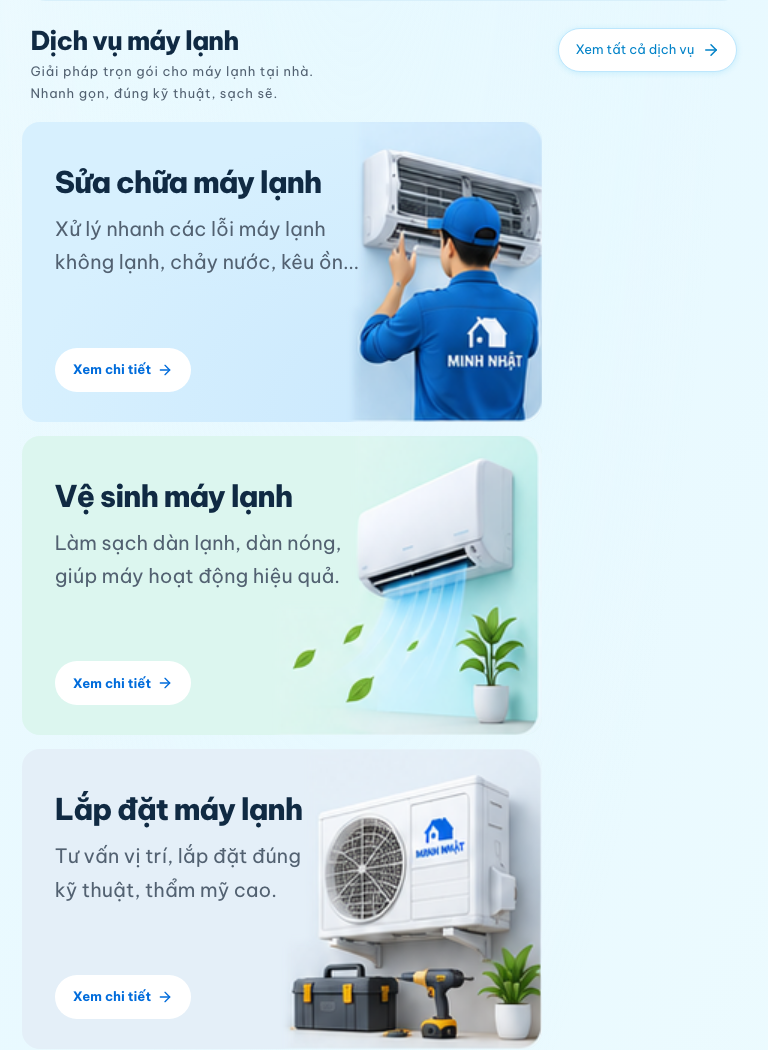 Dịch vụ máy lạnh
Giải pháp trọn gói cho máy lạnh tại nhà.
Nhanh gọn, đúng kỹ thuật, sạch sẽ.
Xem tất cả dịch vụ
Sửa chữa máy lạnh
Xử lý nhanh các lỗi máy lạnh
không lạnh, chảy nước, kêu ồn...
Xem chi tiết
MINH NHẬT
Vệ sinh máy lạnh
Làm sạch dàn lạnh, dàn nóng,
giúp máy hoạt động hiệu quả.
Xem chi tiết
Lắp đặt máy lạnh
Tư vấn vị trí, lắp đặt đúng
kỹ thuật, thẩm mỹ cao.
Xem chi tiết
MINH NHẬT